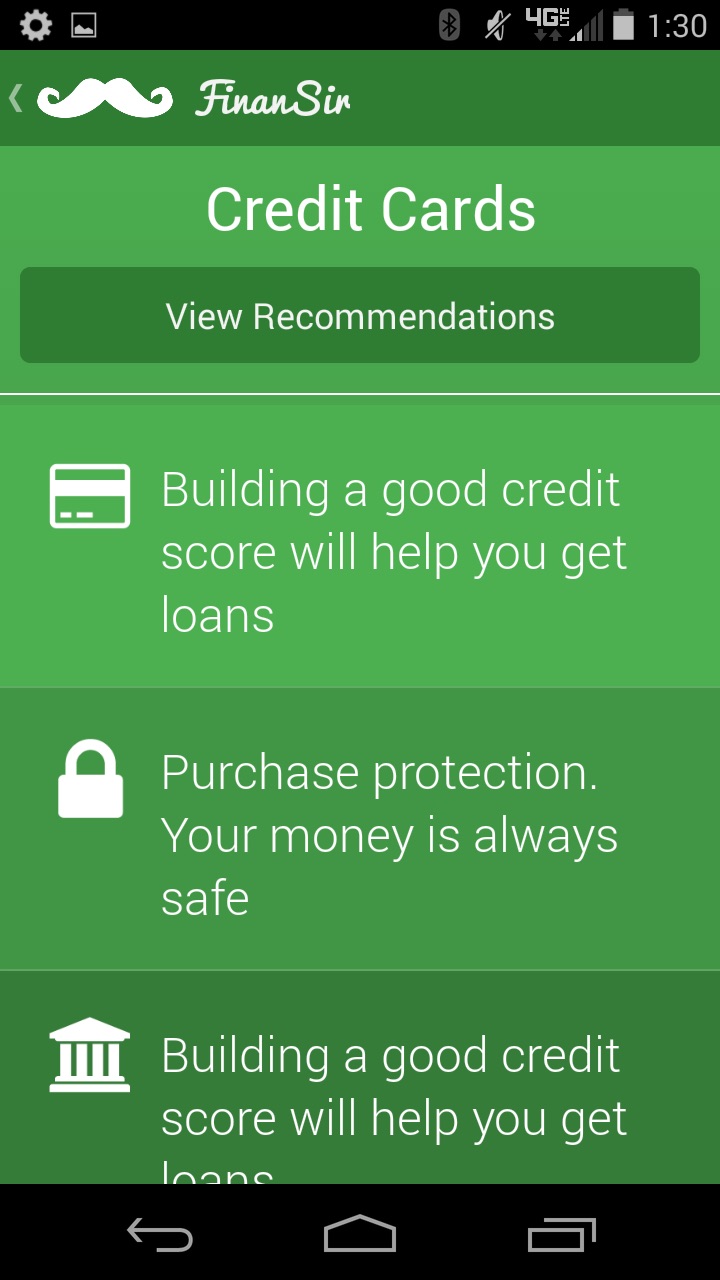 4G LTE 1:30
FinanSir
Credit Cards
View Recommendations
Building a good credit
score will help you get
loans
Purchase protection.
Your money is always
safe
Building a good credit
score will help you get
loans